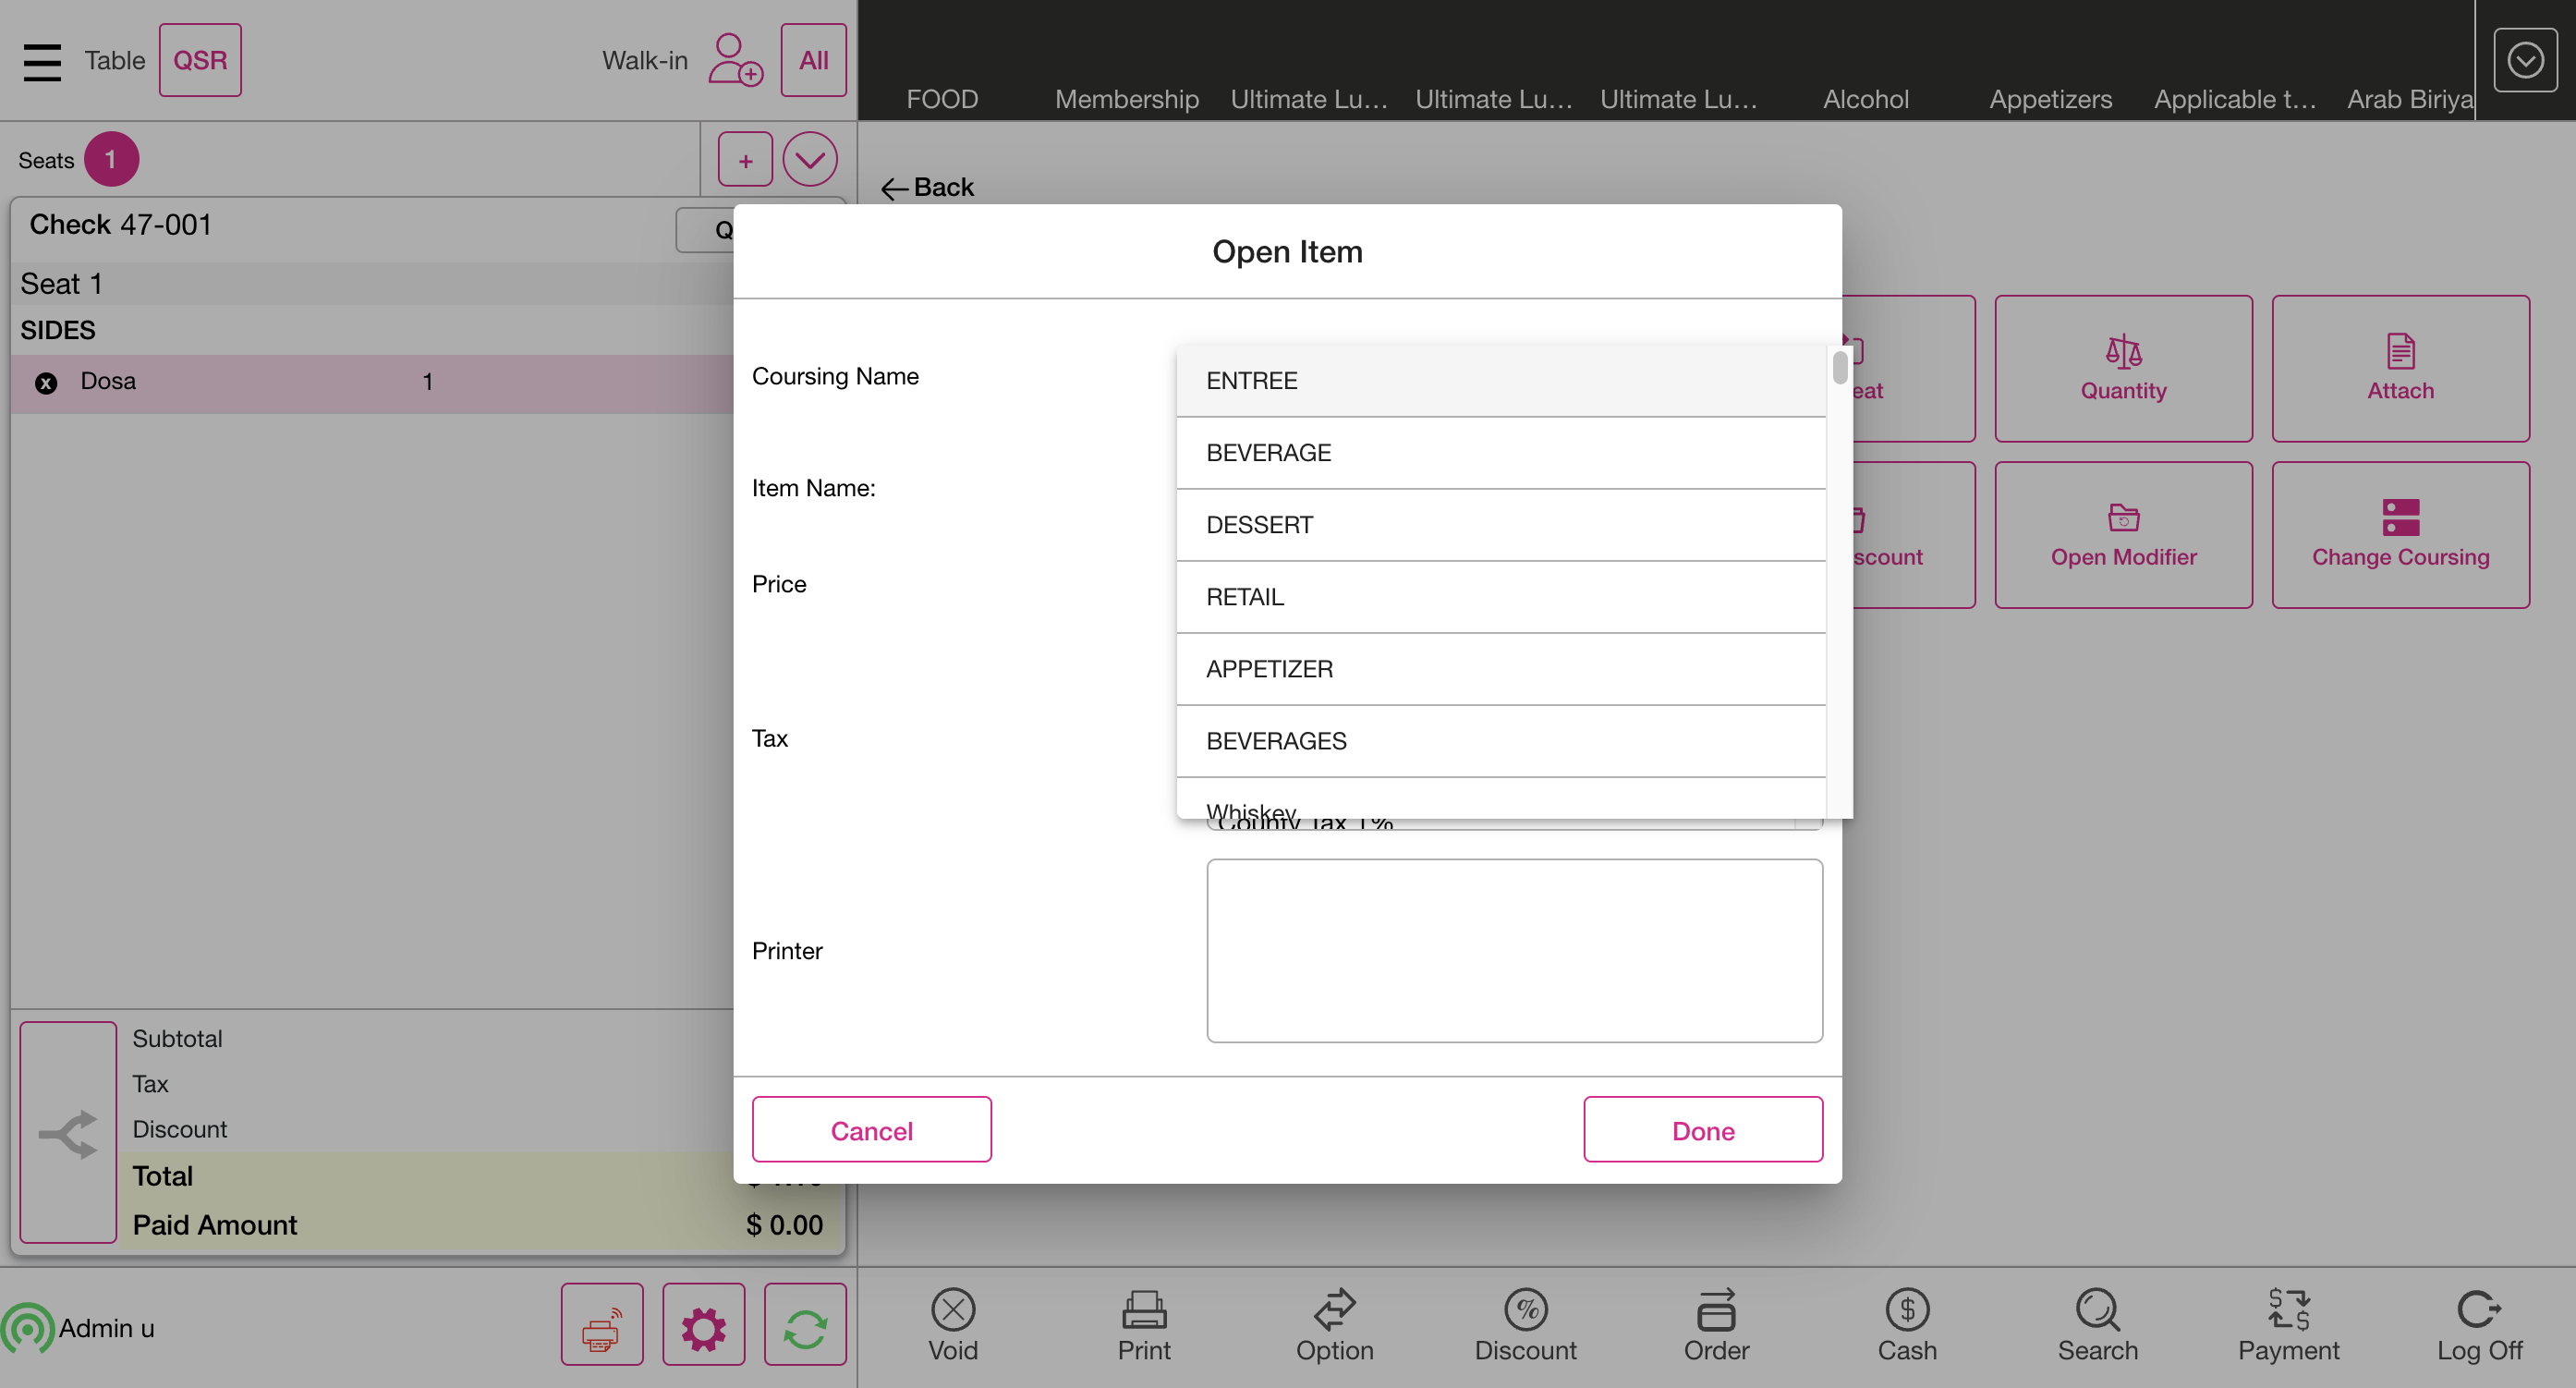 Table QSR Walk-in All
FOOD Membership Ultimate Lu... Ultimate Lu... Ultimate Lu... Alcohol Appetizers Applicable t... Arab Biriya
Seats 1 +
Back
Check 47-001
Q
Seat 1
SIDES
Dosa 1
Open Item
Coursing Name
Item Name:
Price
Tax
Printer
ENTREE
BEVERAGE
DESSERT
RETAIL
APPETIZER
BEVERAGES
Whiskey
County Tax 1%
Cancel Done
eat Quantity Attach
scount Open Modifier Change Coursing
Subtotal
Tax
Discount
Total
Paid Amount $ 0.00
Admin u
Void Print Option Discount Order Cash Search Payment Log Off